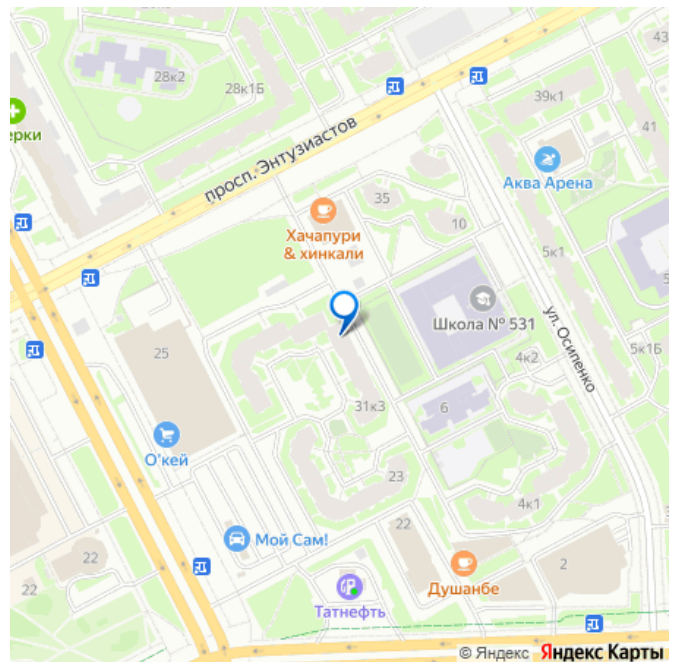 43
28к2
28к1Б
39к1
ерки
41
просп. Энтузиастов
Аква Арена
35
10
Хачапури
& хинкали
5к1
5
Школа № 531
ул. Осипенко
25
4к2
5к1Б
31к3
6
О'кей
23
4к1
22
Мой Сам!
22
2
22
Душанбе
Татнефть
© Яндекс Яндекс Карты